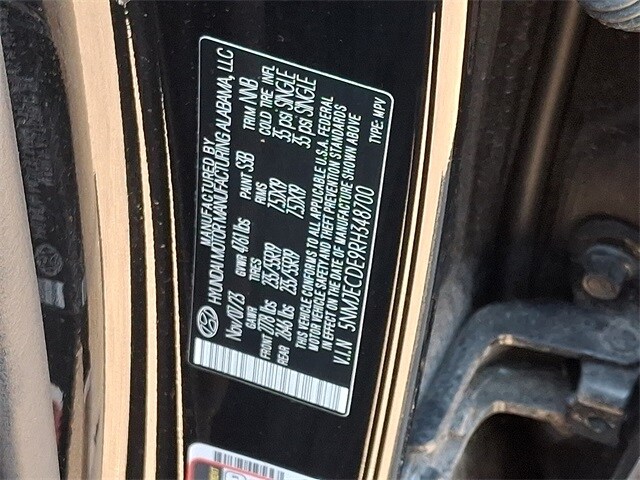 MANUFACTURED BY
HYUNDAI MOTOR MANUFACTURING ALABAMA, LLC
Nov/07/23 GVWR 4761 lbs PAINT S3B TRIM NNB
GAWR TIRES RIMS COLD TIRE INFL
FRONT 2778 lbs 235/55R19 7.5JX19 35 psi SINGLE
REAR 2646 lbs 235/55R19 7.5JX19 35 psi SINGLE
THIS VEHICLE CONFORMS TO ALL APPLICABLE U.S.A. FEDERAL
MOTOR VEHICLE SAFETY AND THEFT PREVENTION STANDARDS
IN EFFECT ON THE DATE OF MANUFACTURE SHOWN ABOVE
V.I.N 5NMJECDE9RH348700 TYPE: MPV